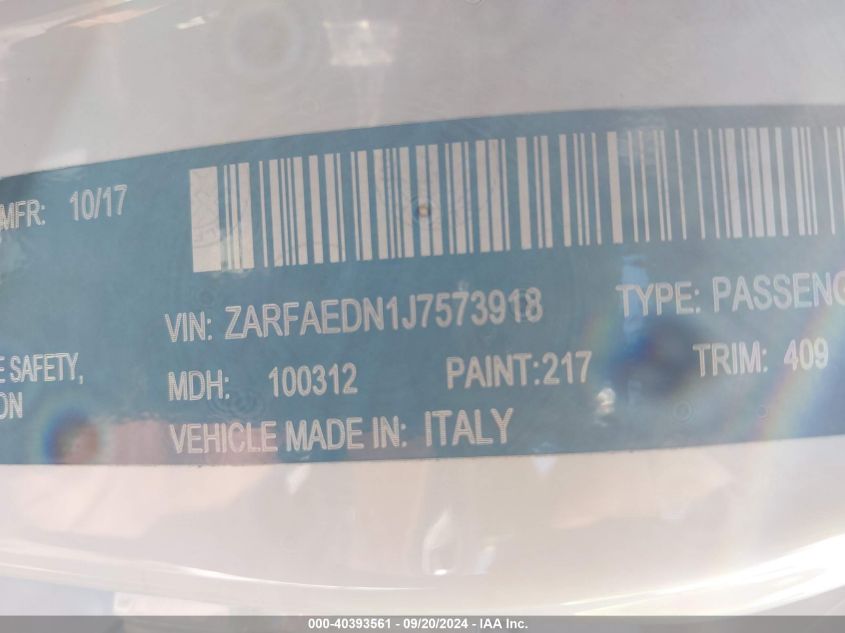 MFR: 10/17
VIN: ZARFAEDN1J7573918
TYPE: PASSENG
E SAFETY,
MDH: 100312
PAINT:217
TRIM: 409
ON
VEHICLE MADE IN: ITALY
000-40393561 - 09/20/2024 - IAA Inc.